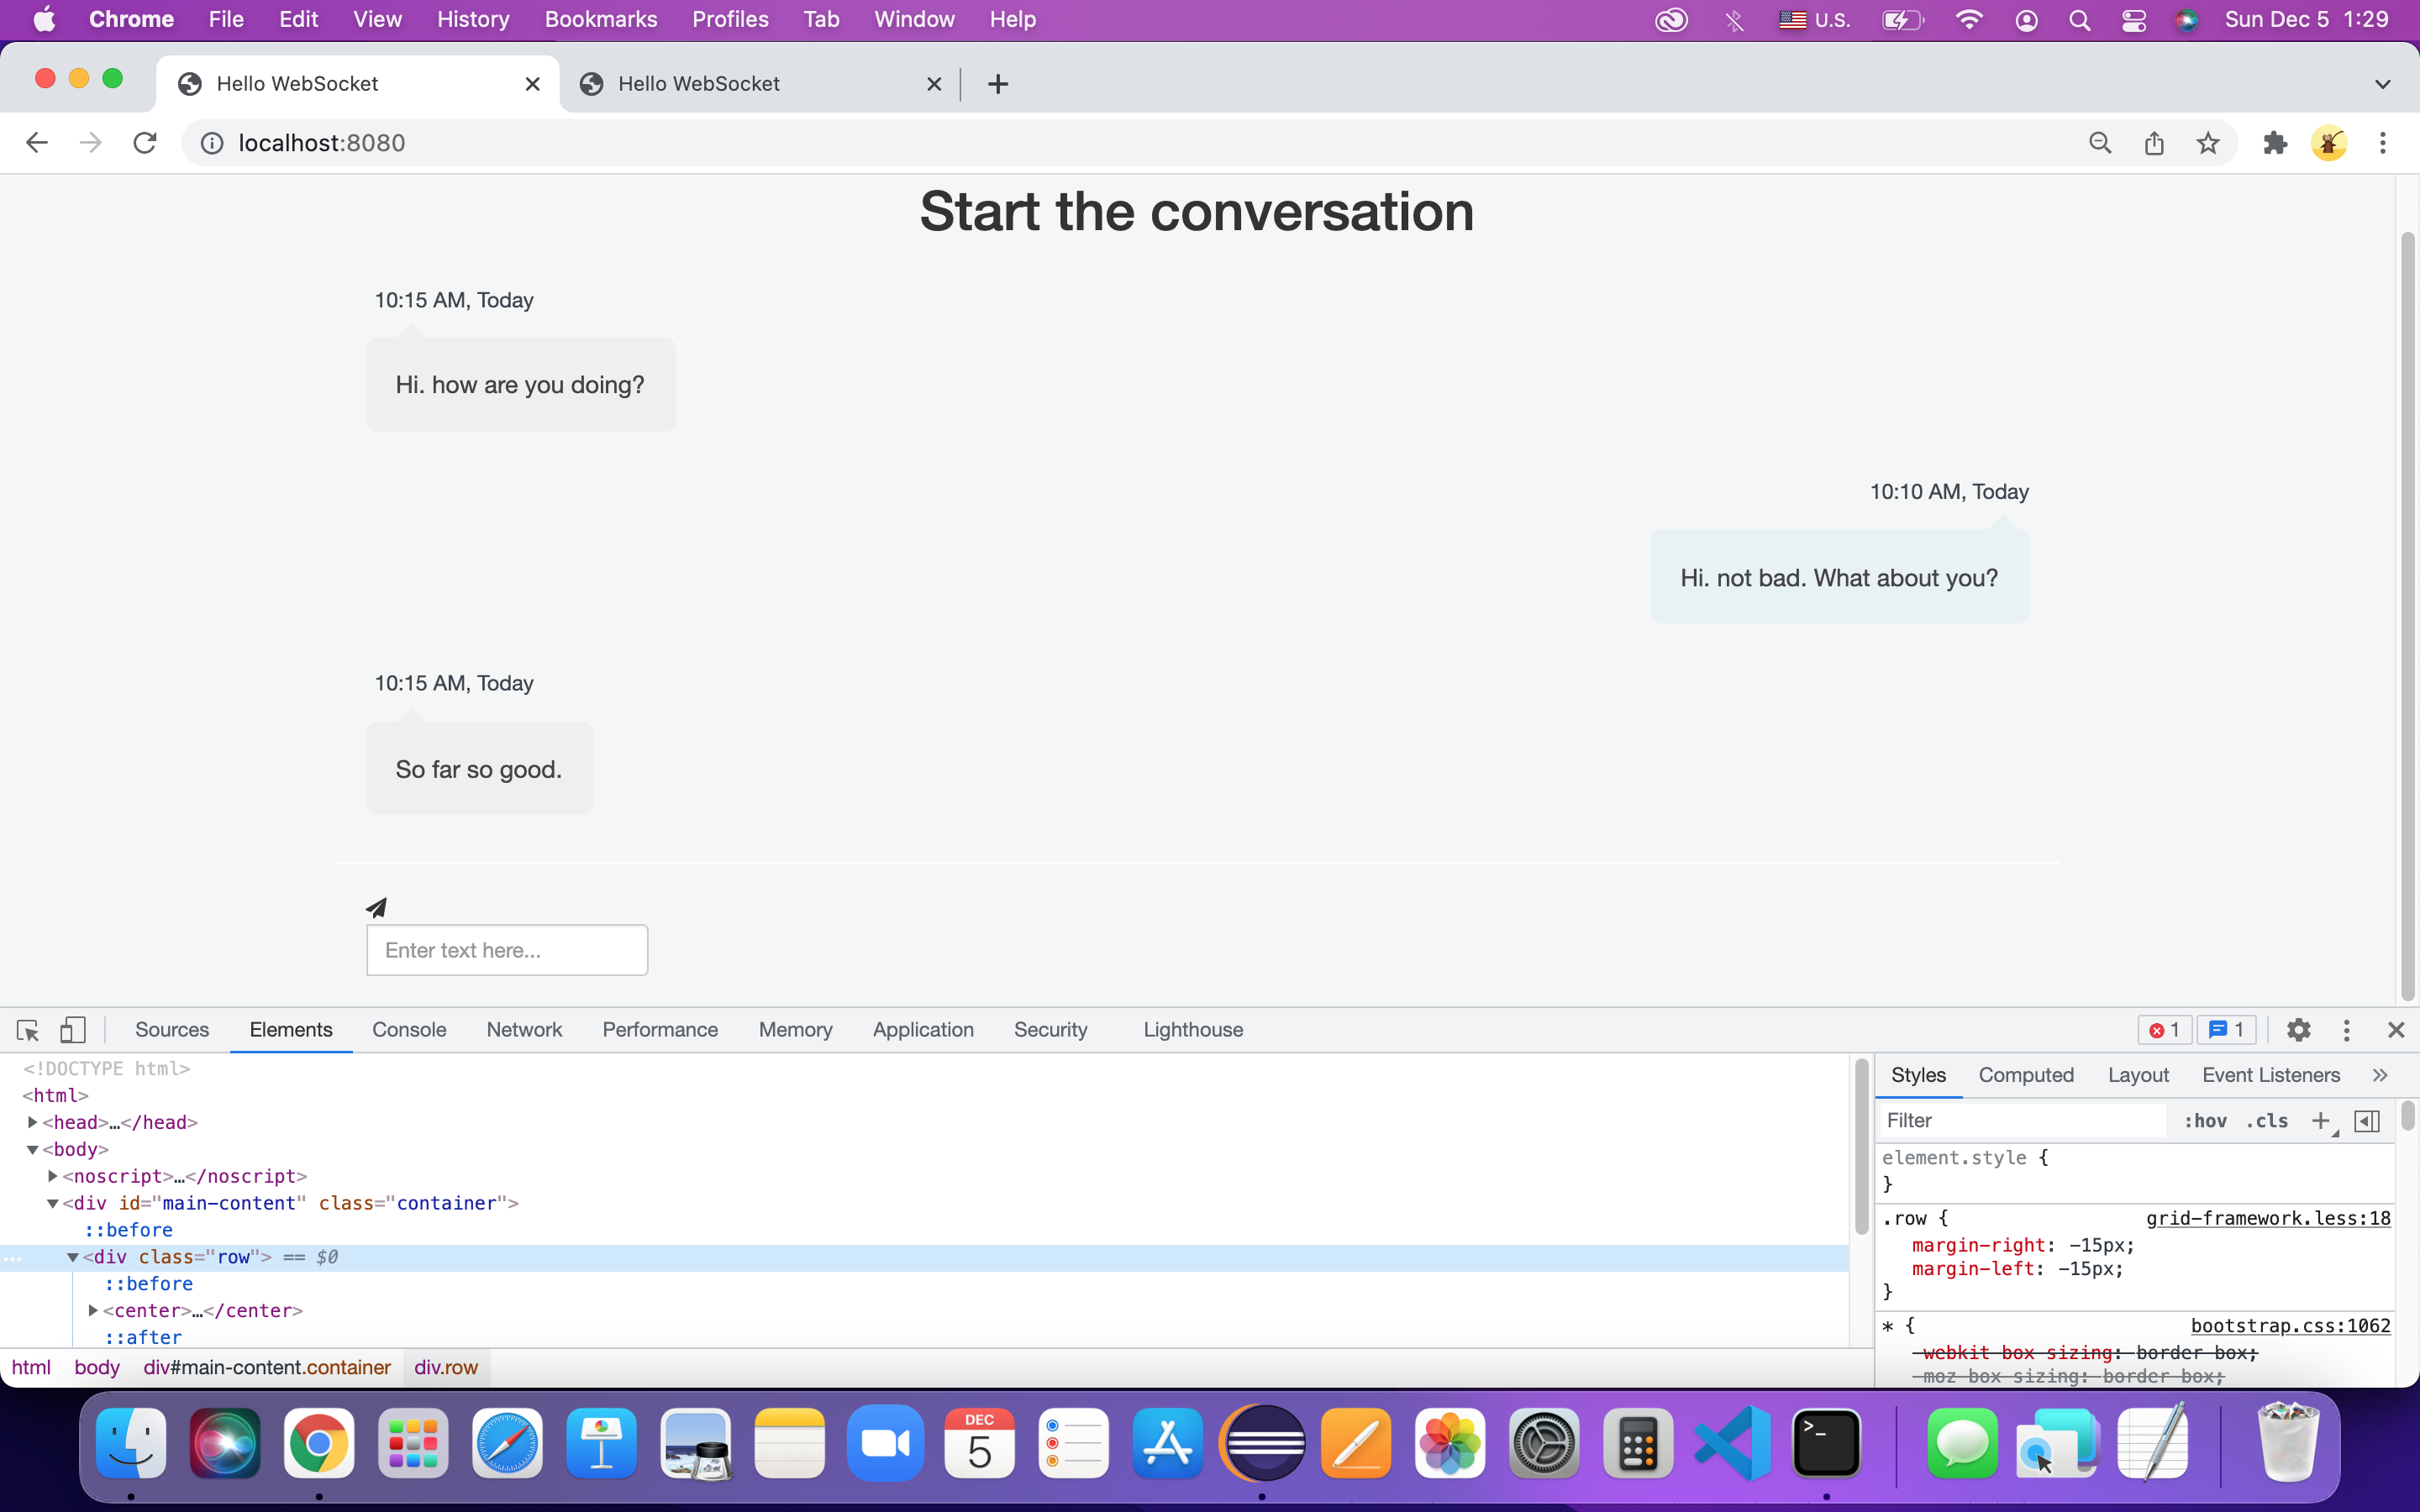 Chrome File Edit View History Bookmarks Profiles Tab Window Help U.S. Sun Dec 5 1:29
Hello WebSocket Hello WebSocket
localhost:8080
Start the conversation
10:15 AM, Today
Hi. how are you doing?
10:10 AM, Today
Hi. not bad. What about you?
10:15 AM, Today
So far so good.
Enter text here...
Sources Elements Console Network Performance Memory Application Security Lighthouse 1 1
<!DOCTYPE html>
<html>
<head>…</head>
<body>
<noscript>…</noscript>
<div id="main-content" class="container">
::before
… <div class="row"> == $0
::before
<center>…</center>
::after
html body div#main-content.container div.row
Styles Computed Layout Event Listeners »
Filter :hov .cls +
element.style {
}
.row { grid-framework.less:18
margin-right: -15px;
margin-left: -15px;
}
* { bootstrap.css:1062
-webkit-box-sizing: border-box;
-moz-box-sizing: border-box;
DEC
5
>_